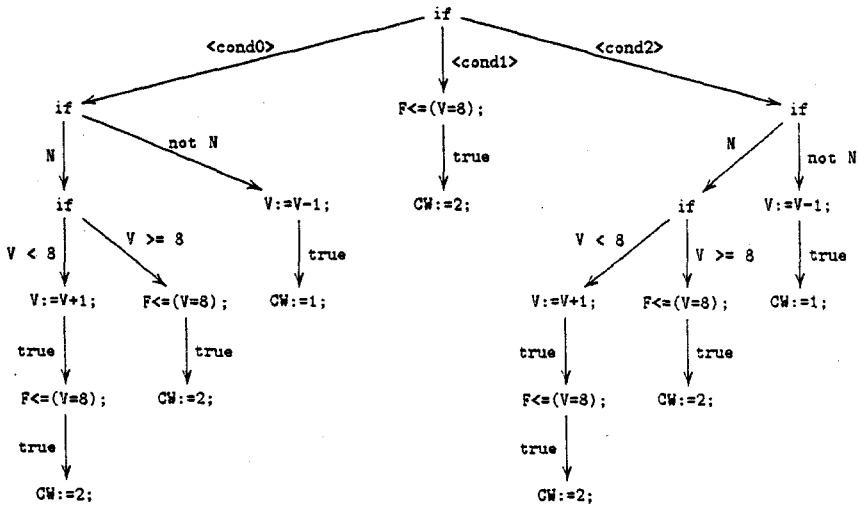 if
<cond0> <cond1> <cond2>
if F<=(V=8); if
N not N true N not N
if V:=V-1; CW:=2; if V:=V-1;
V < 8 V >= 8 true V < 8 V >= 8 true
V:=V+1; F<=(V=8); CW:=1; V:=V+1; F<=(V=8); CW:=1;
true true true true
F<=(V=8); CW:=2; F<=(V=8); CW:=2;
true true
CW:=2; CW:=2;